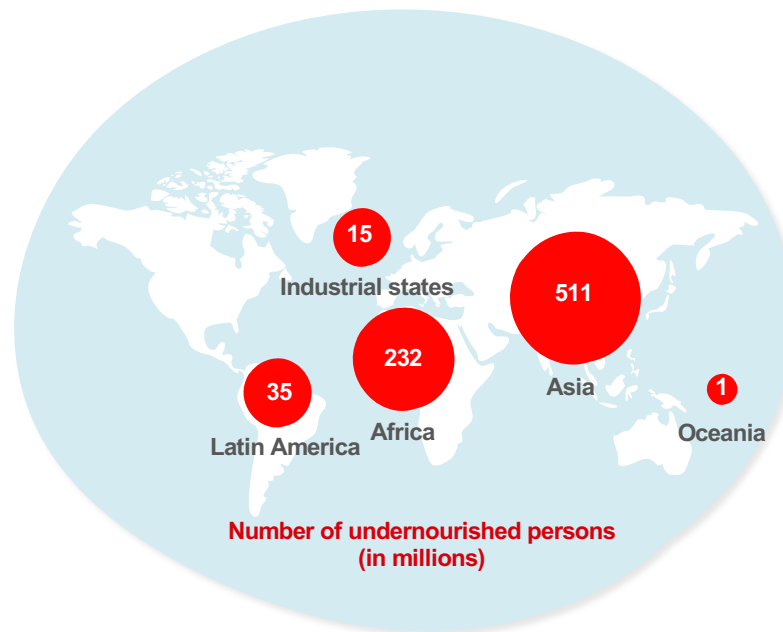 15
Industrial states
511
Asia
232
Africa
35
Latin America
1
Oceania
Number of undernourished persons
(in millions)